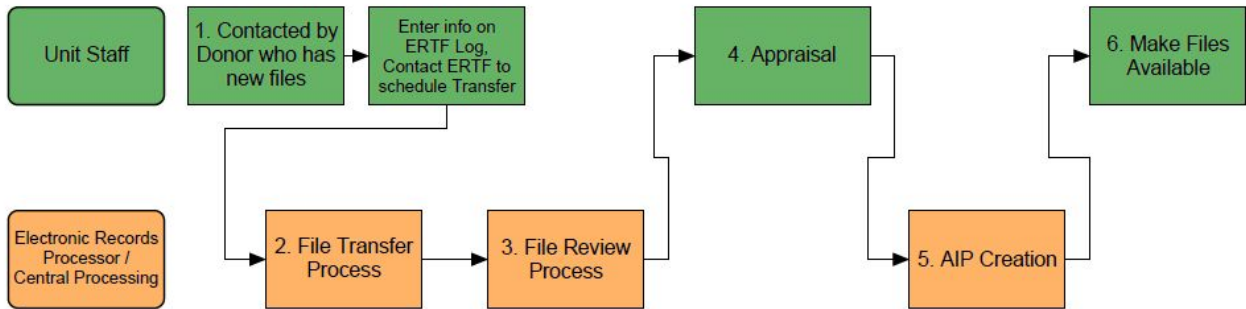 Unit Staff
1. Contacted by
Donor who has
new files
Enter info on
ERTF Log,
Contact ERTF to
schedule Transfer
4. Appraisal
6. Make Files
Available
Electronic Records
Processor /
Central Processing
2. File Transfer
Process
3. File Review
Process
5. AIP Creation